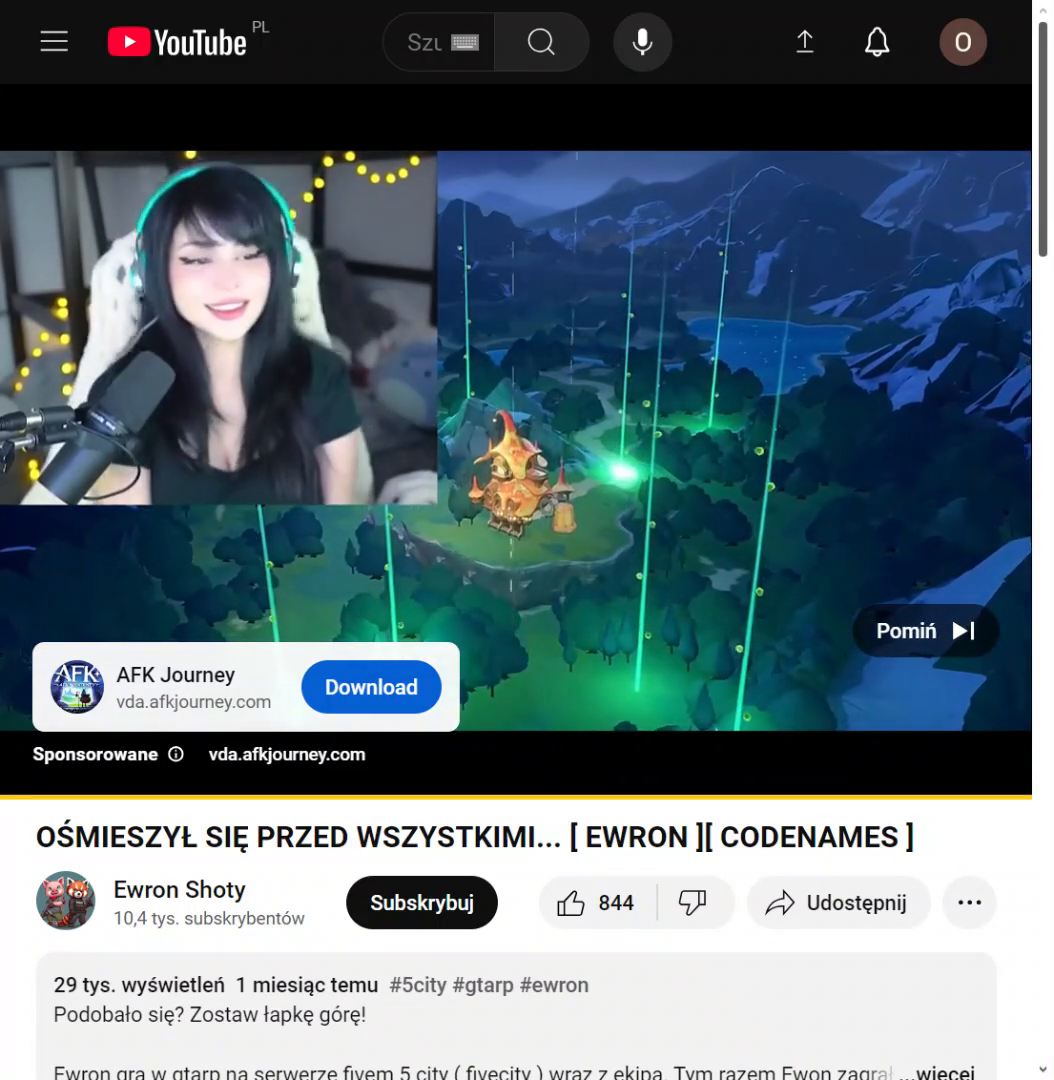 YouTube PL
Szu
O
AFK
AFK Journey
vda.afkjourney.com
Download
Pomiń
Sponsorowane vda.afkjourney.com
OŚMIESZYŁ SIĘ PRZED WSZYSTKIMI... [ EWRON ][ CODENAMES ]
Ewron Shoty
10,4 tys. subskrybentów
Subskrybuj
844
Udostępnij
29 tys. wyświetleń 1 miesiąc temu #5city #gtarp #ewron
Podobało się? Zostaw łapkę górę!
Ewron gra w gtarp na serwerze fivem 5 city ( fivecity ) wraz z ekipą. Tym razem Ewon zagrał ...więcej